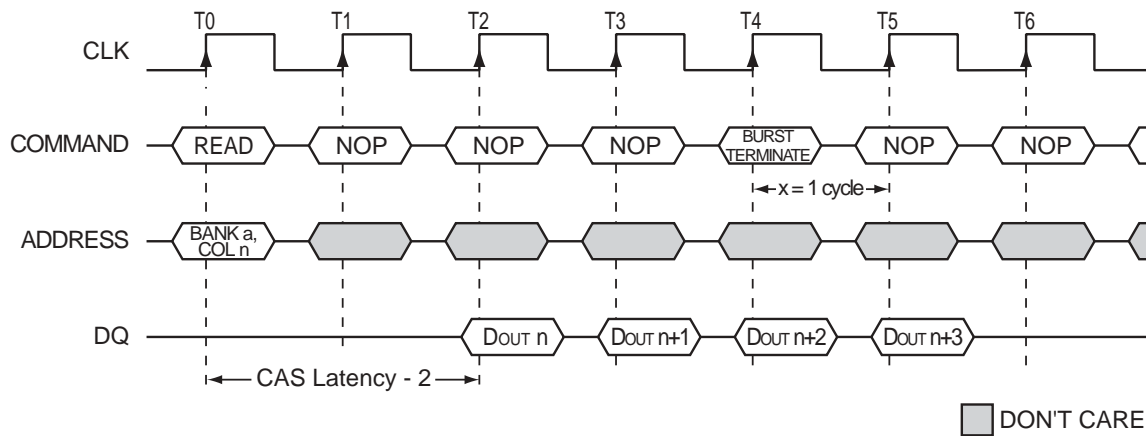 T0 T1 T2 T3 T4 T5 T6
CLK
COMMAND READ NOP NOP NOP BURST TERMINATE NOP NOP
x = 1 cycle
ADDRESS BANK a, COL n
DQ DOUT n DOUT n+1 DOUT n+2 DOUT n+3
CAS Latency - 2
DON'T CARE